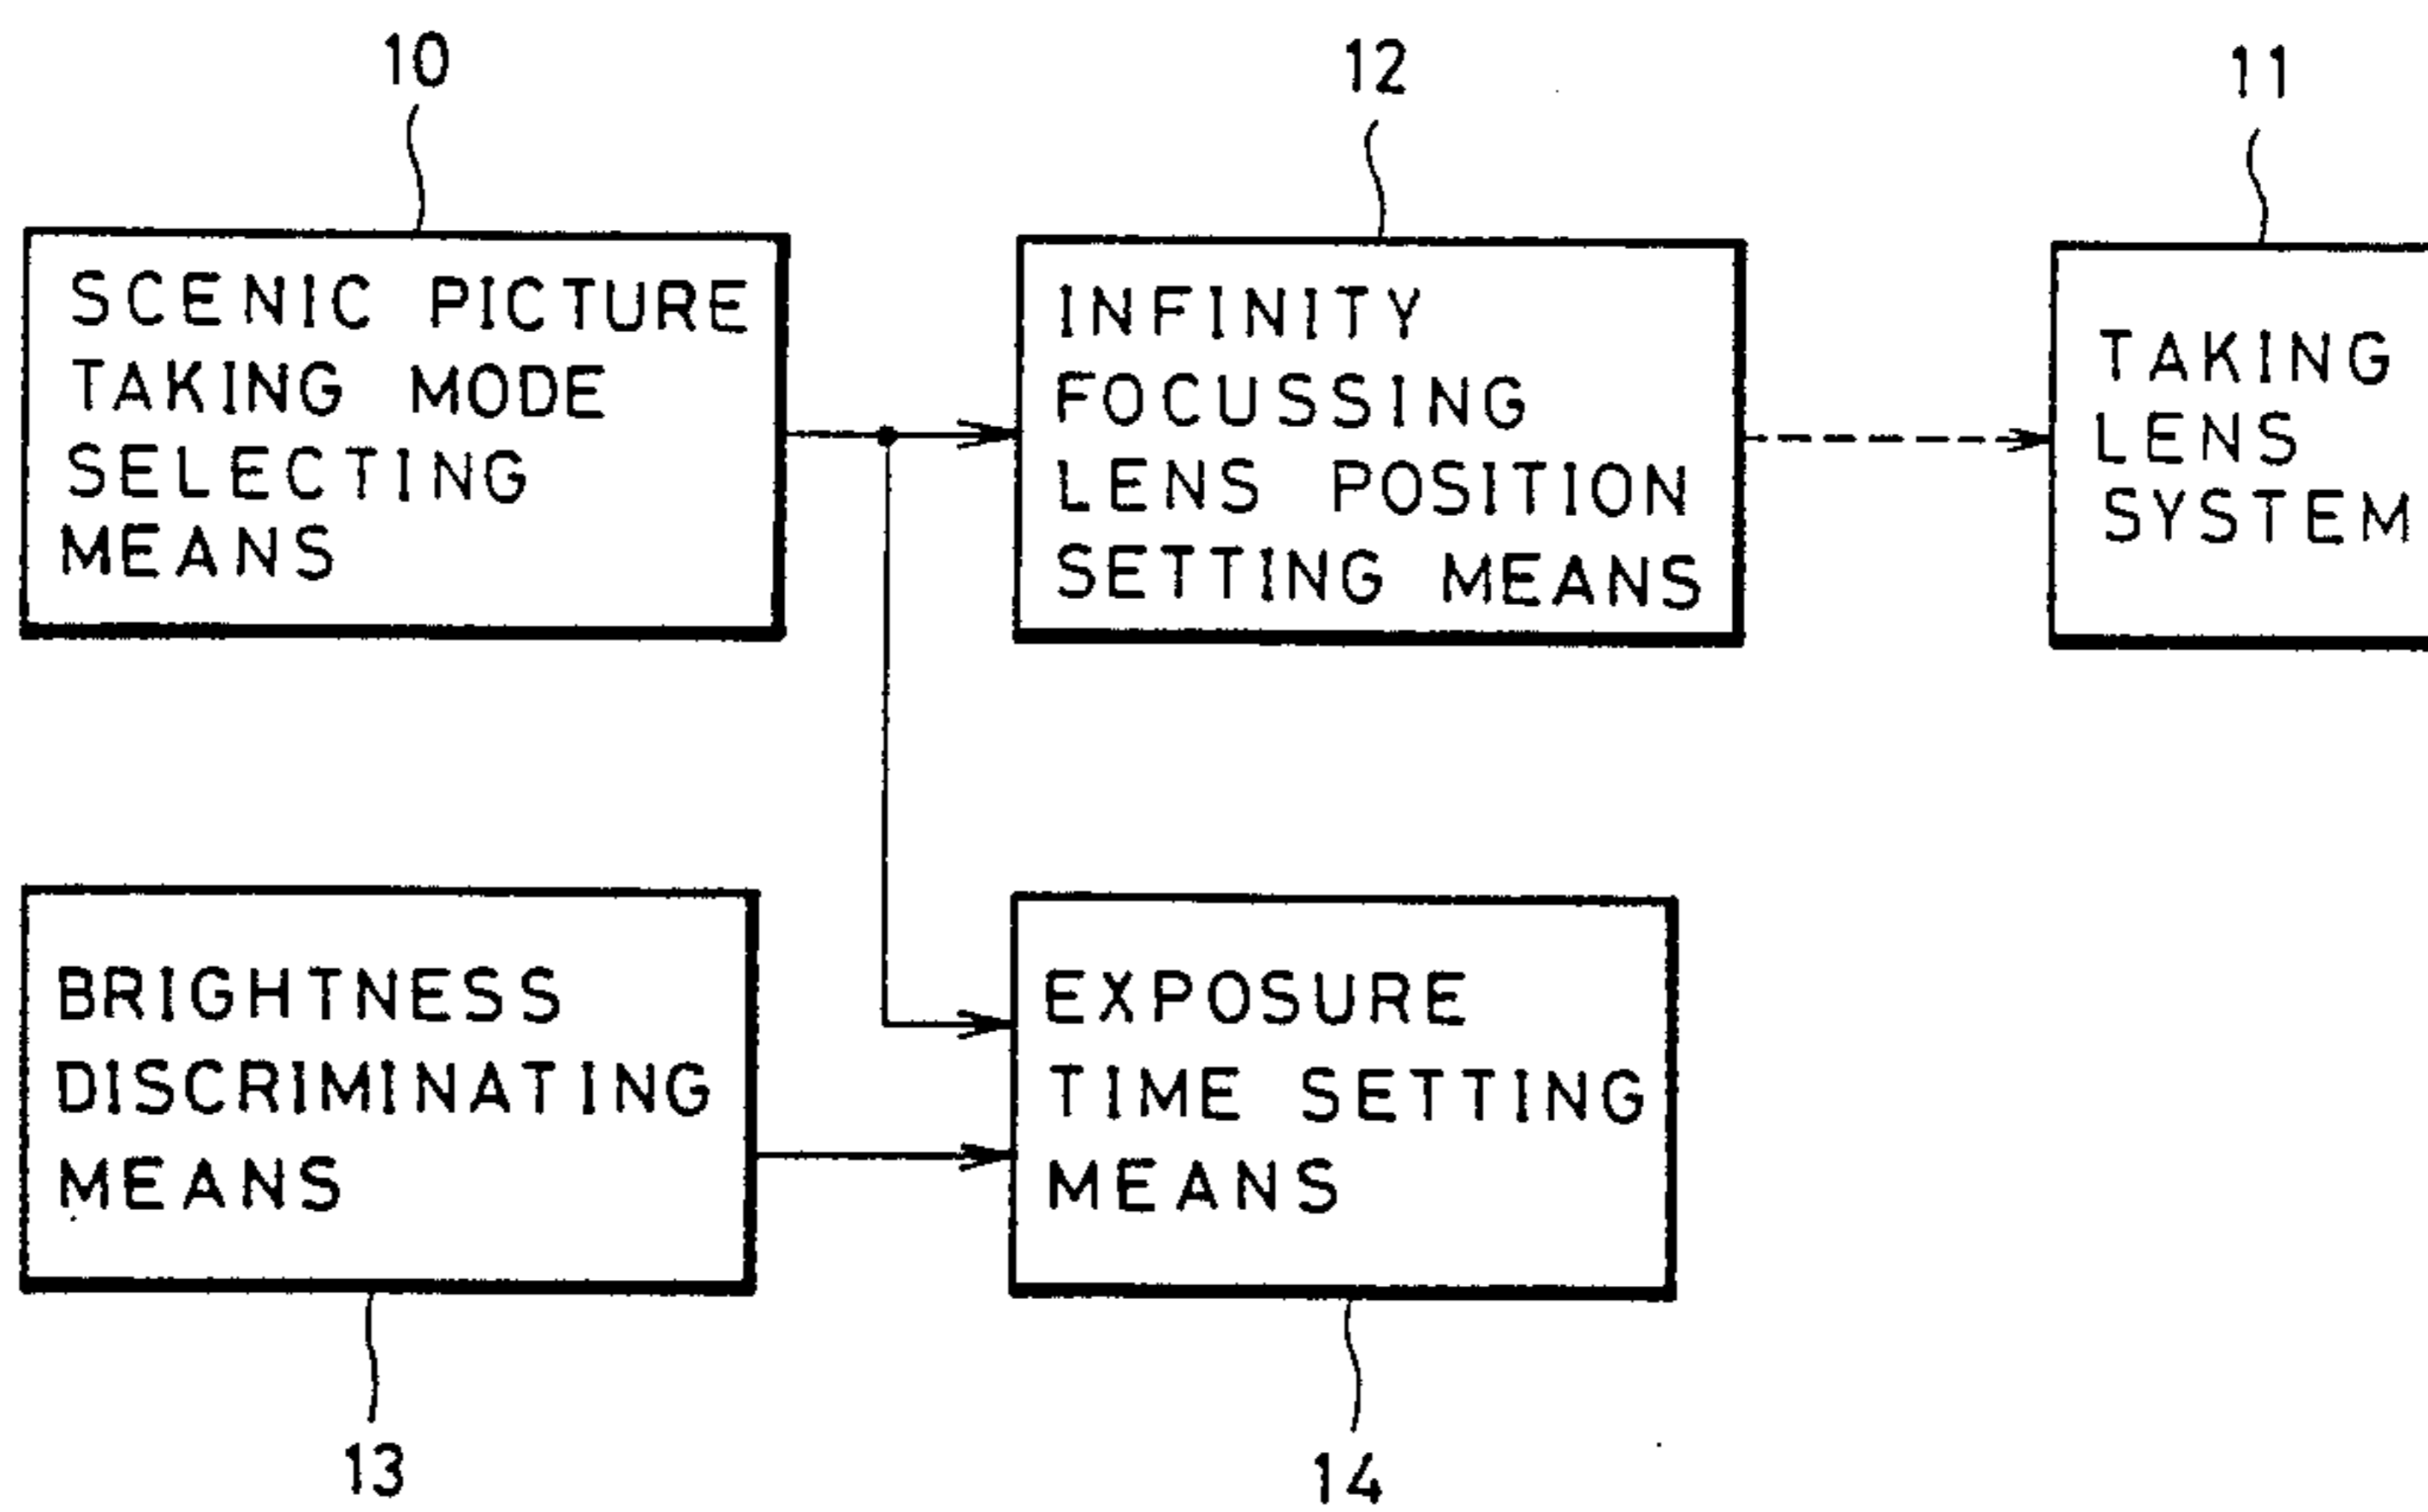 10
SCENIC PICTURE
TAKING MODE
SELECTING
MEANS
12
INFINITY
FOCUSSING
LENS POSITION
SETTING MEANS
11
TAKING
LENS
SYSTEM
BRIGHTNESS
DISCRIMINATING
MEANS
13
EXPOSURE
TIME SETTING
MEANS
14